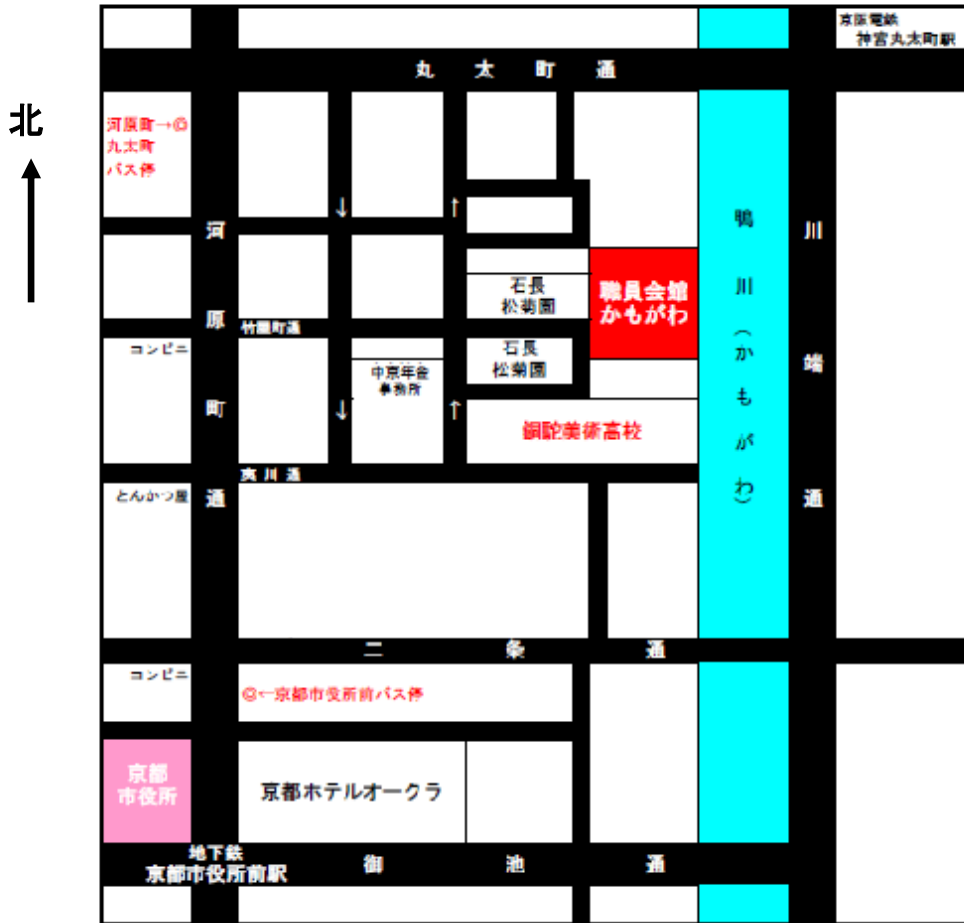 京阪電鉄
神宮丸太町駅
丸太町通
北
河原町→◎
丸太町
バス停
↓
↑
河原町通
鴨川(かもがわ)
川端通
石長
松菊園
職員会館
かもがわ
竹屋町通
コンビニ
石長
松菊園
中京年金
事務所
↓
↑
銅駝美術高校
夷川通
とんかつ屋
二条通
コンビニ
◎←京都市役所前バス停
京都
市役所
京都ホテルオークラ
地下鉄
京都市役所前駅
御池通